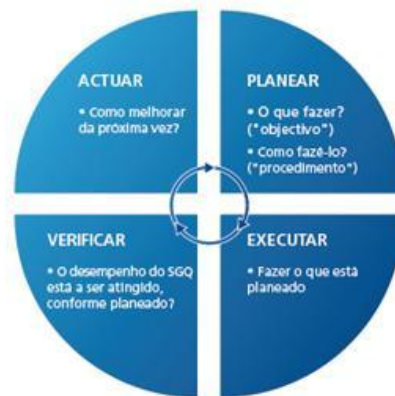 ACTUAR
• Como melhorar
da próxima vez?
PLANEAR
• O que fazer?
("objectivo")
• Como fazê-lo?
("procedimento")
VERIFICAR
• O desempenho do SGQ
está a ser atingido,
conforme planeado?
EXECUTAR
• Fazer o que está
planeado